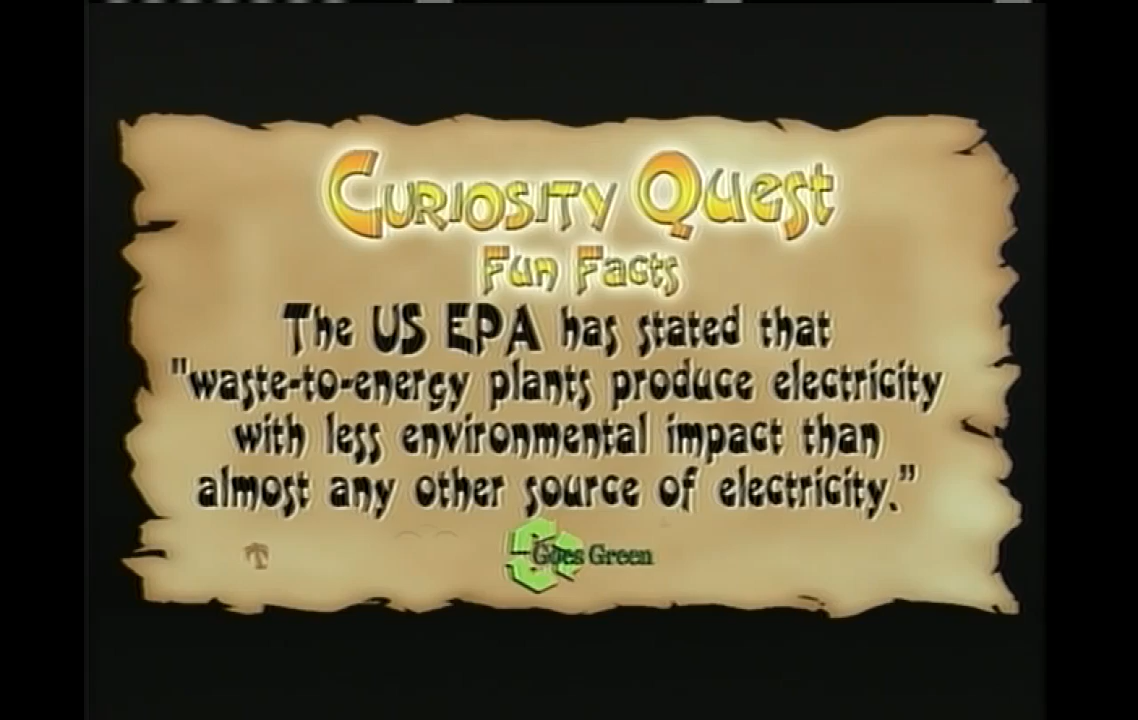 Curiosity Quest
Fun Facts
The US EPA has stated that
"waste-to-energy plants produce electricity
with less environmental impact than
almost any other source of electricity.”
Goes Green